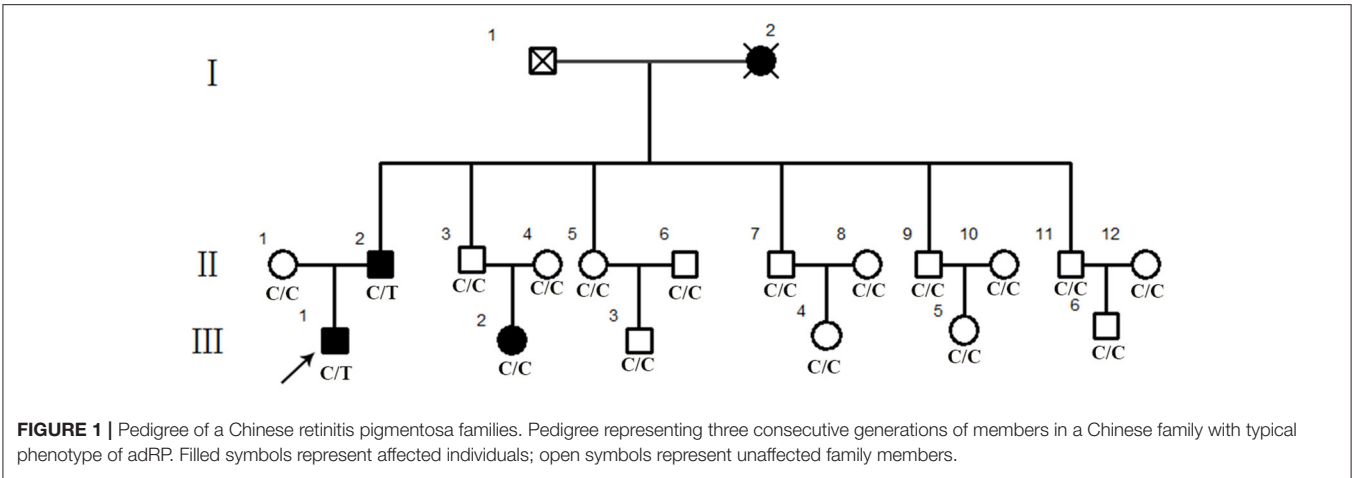 1
2
I
1
2
3
4
5
6
7
8
9
10
11
12
II
C/C
C/T
C/C
C/C
C/C
C/C
C/C
C/C
C/C
C/C
C/C
C/C
1
2
3
4
5
6
III
C/T
C/C
C/C
C/C
C/C
C/C
FIGURE 1 | Pedigree of a Chinese retinitis pigmentosa families. Pedigree representing three consecutive generations of members in a Chinese family with typical
phenotype of adRP. Filled symbols represent affected individuals; open symbols represent unaffected family members.